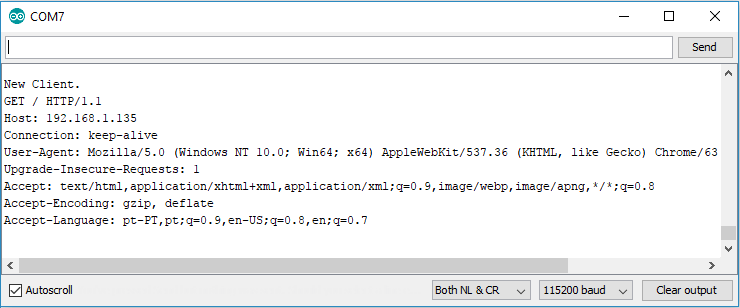 COM7
Send
New Client.
GET / HTTP/1.1
Host: 192.168.1.135
Connection: keep-alive
User-Agent: Mozilla/5.0 (Windows NT 10.0; Win64; x64) AppleWebKit/537.36 (KHTML, like Gecko) Chrome/63
Upgrade-Insecure-Requests: 1
Accept: text/html,application/xhtml+xml,application/xml;q=0.9,image/webp,image/apng,*/*;q=0.8
Accept-Encoding: gzip, deflate
Accept-Language: pt-PT,pt;q=0.9,en-US;q=0.8,en;q=0.7
Autoscroll Both NL & CR 115200 baud Clear output